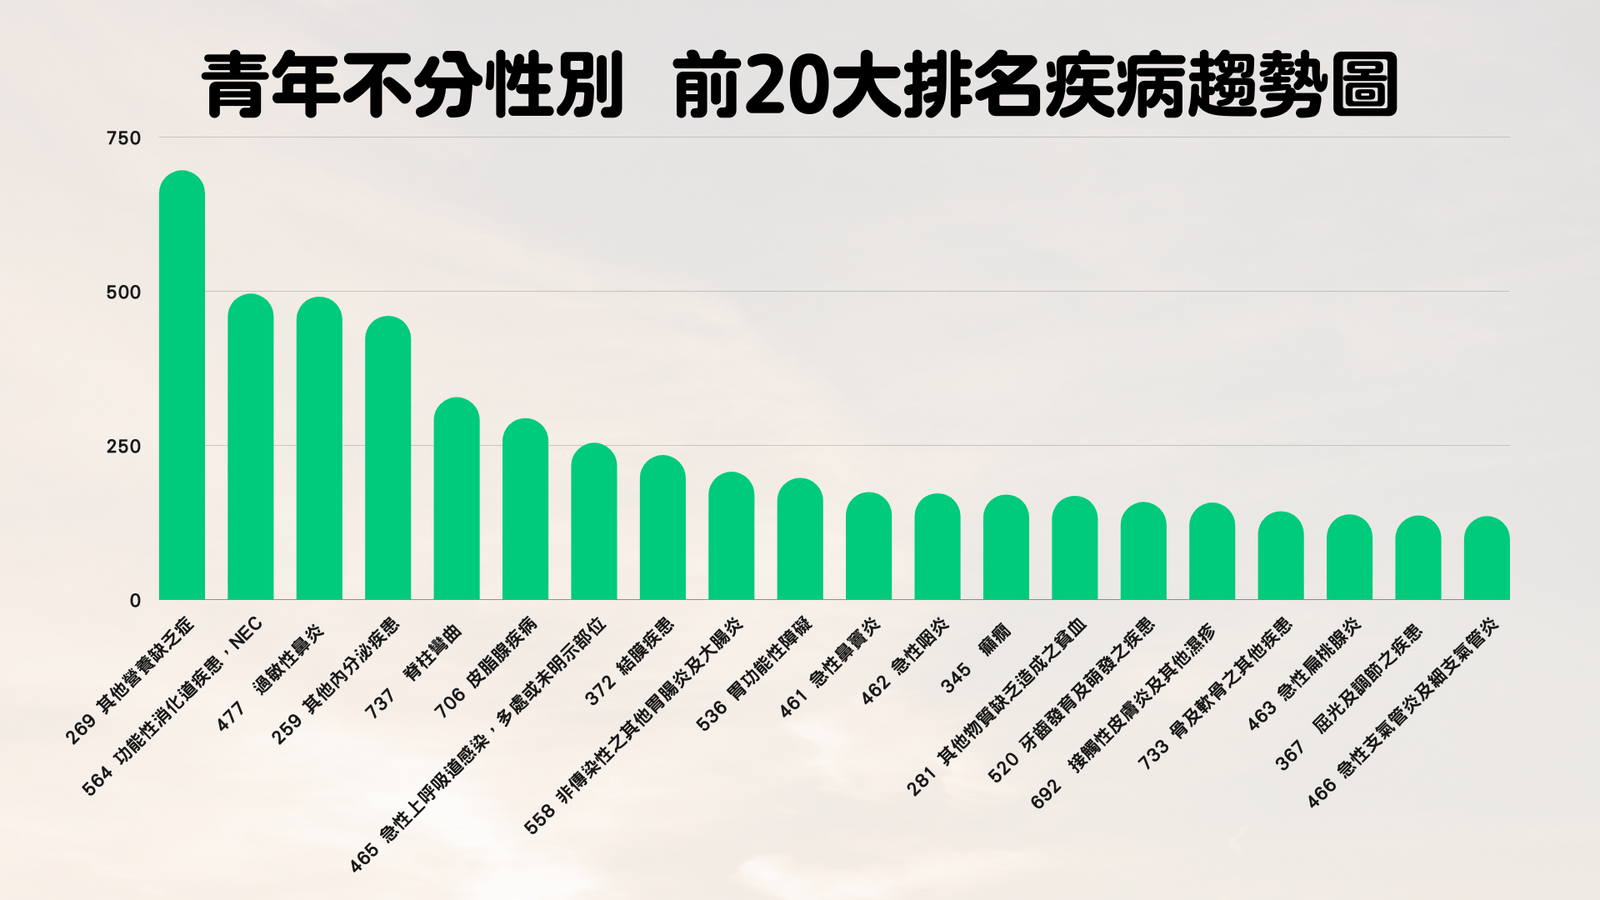 青年不分性別 前20大排名疾病趨勢圖
750
500
250
0
269 其他營養缺乏症
564 功能性消化道疾患，NEC
477 過敏性鼻炎
259 其他內分泌疾患
737 脊柱彎曲
706 皮脂腺疾病
465 急性上呼吸道感染，多處或未明示部位
372 結膜疾患
558 非傳染性之其他胃腸炎及大腸炎
536 胃功能性障礙
461 急性鼻竇炎
462 急性咽炎
345 癲癇
281 其他物質缺乏造成之貧血
520 牙齒發育及萌發之疾患
692 接觸性皮膚炎及其他濕疹
733 骨及軟骨之其他疾患
463 急性扁桃腺炎
367 屈光及調節之疾患
466 急性支氣管炎及細支氣管炎